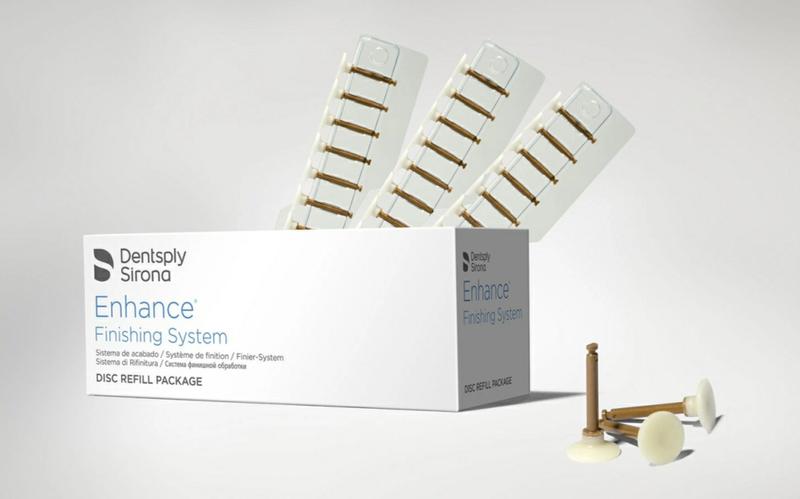 Dentsply
Sirona
Enhance®
Finishing System
Sistema de acabado / Système de finition / Finier-System
Sistema di Rifinitura / Система финишной обработки
DISC REFILL PACKAGE
Dentsply
Sirona
Enhance®
Finishing System
DISC REFILL PACKAGE